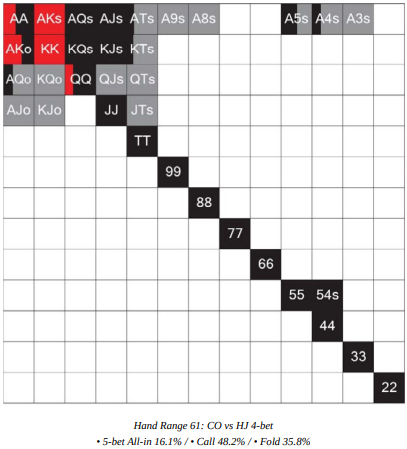 AA AKs AQs AJs ATs A9s A8s A5s A4s A3s
AKo KK KQs KJs KTs
AQo KQo QQ QJs QTs
AJo KJo JJ JTs
TT
99
88
77
66
55 54s
44
33
22
Hand Range 61: CO vs HJ 4-bet
• 5-bet All-in 16.1% / • Call 48.2% / • Fold 35.8%